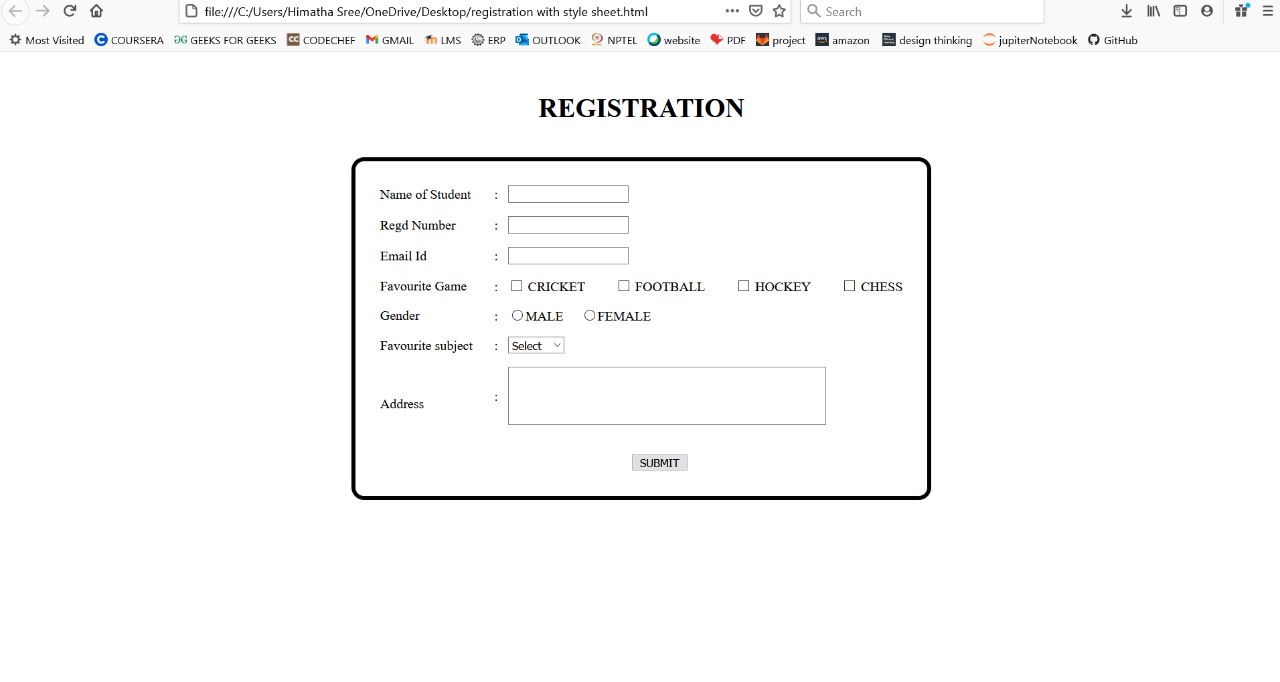 file:///C:/Users/Himatha Sree/OneDrive/Desktop/registration with style sheet.html ••• Search
Most Visited COURSERA GEEKS FOR GEEKS CODECHEF GMAIL LMS ERP OUTLOOK NPTEL website PDF project amazon design thinking jupiterNotebook GitHub
REGISTRATION
Name of Student :
Regd Number :
Email Id :
Favourite Game : CRICKET FOOTBALL HOCKEY CHESS
Gender : MALE FEMALE
Favourite subject : Select
Address :
SUBMIT